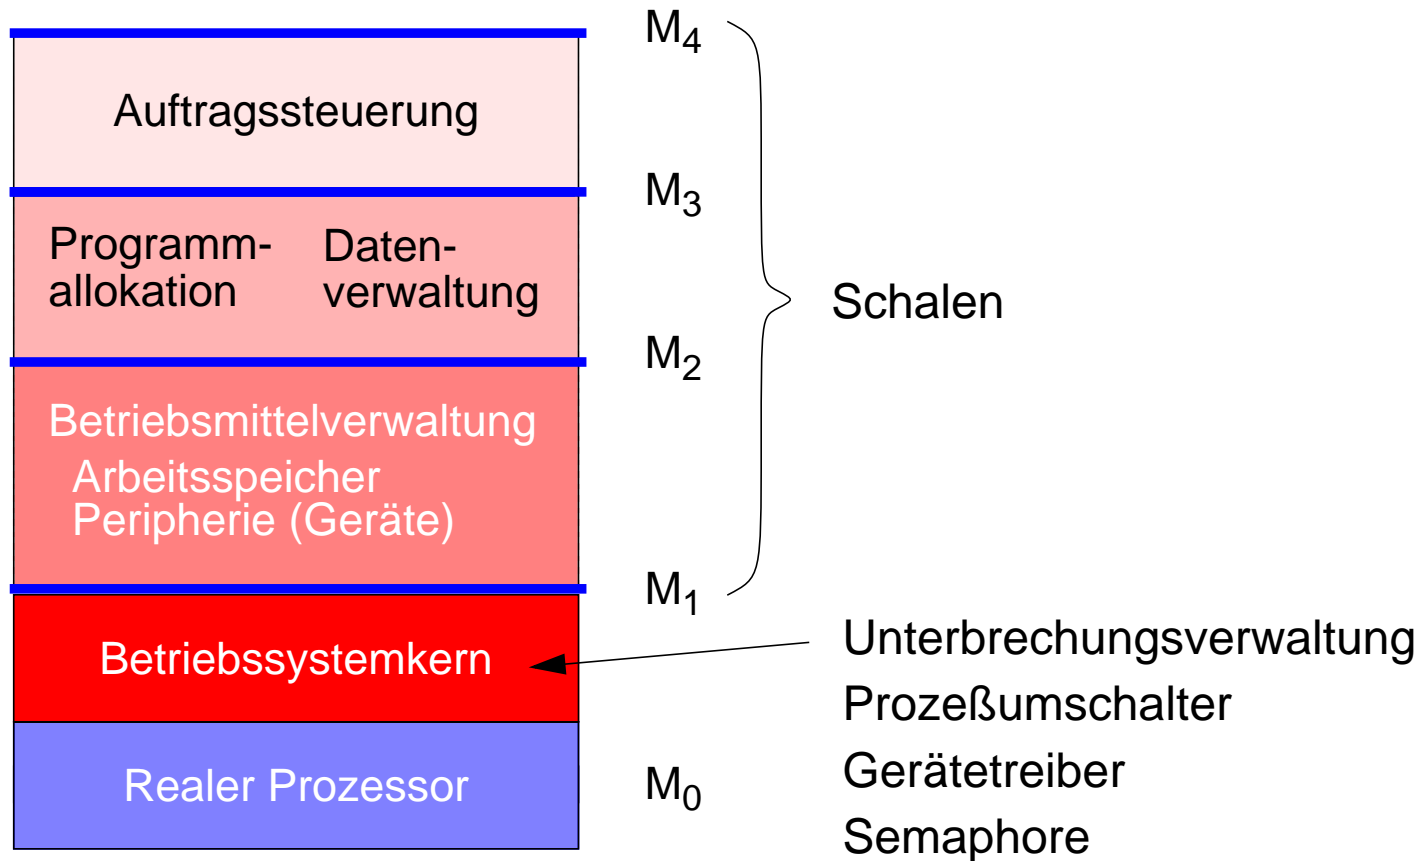 M4
Auftragssteuerung
M3
Programm-
allokation
Daten-
verwaltung
Schalen
M2
Betriebsmittelverwaltung
Arbeitsspeicher
Peripherie (Geräte)
M1
Betriebssystemkern
Unterbrechungsverwaltung
Prozeßumschalter
Gerätetreiber
Semaphore
Realer Prozessor
M0